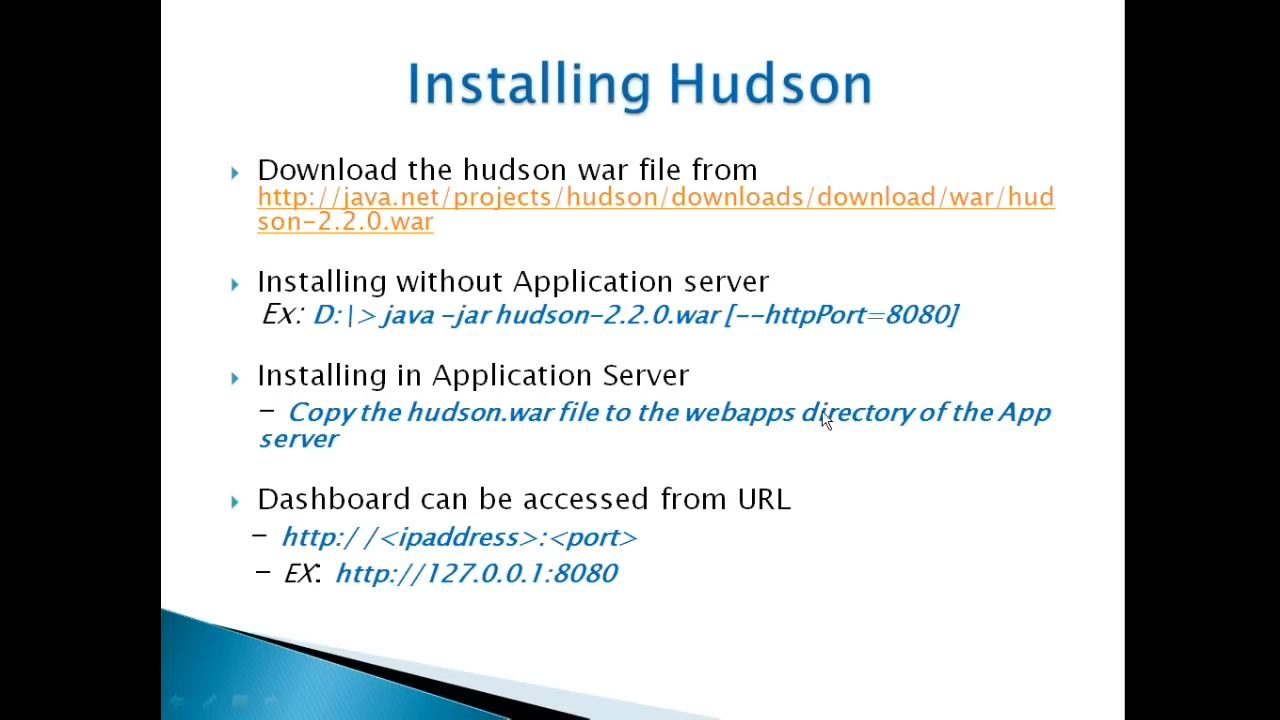 Installing Hudson
Download the hudson war file from
http://java.net/projects/hudson/downloads/download/war/hud
son-2.2.0.war
Installing without Application server
Ex: D:\> java -jar hudson-2.2.0.war [--httpPort=8080]
Installing in Application Server
– Copy the hudson.war file to the webapps directory of the App
server
Dashboard can be accessed from URL
– http:/ /<ipaddress>:<port>
– EX: http://127.0.0.1:8080